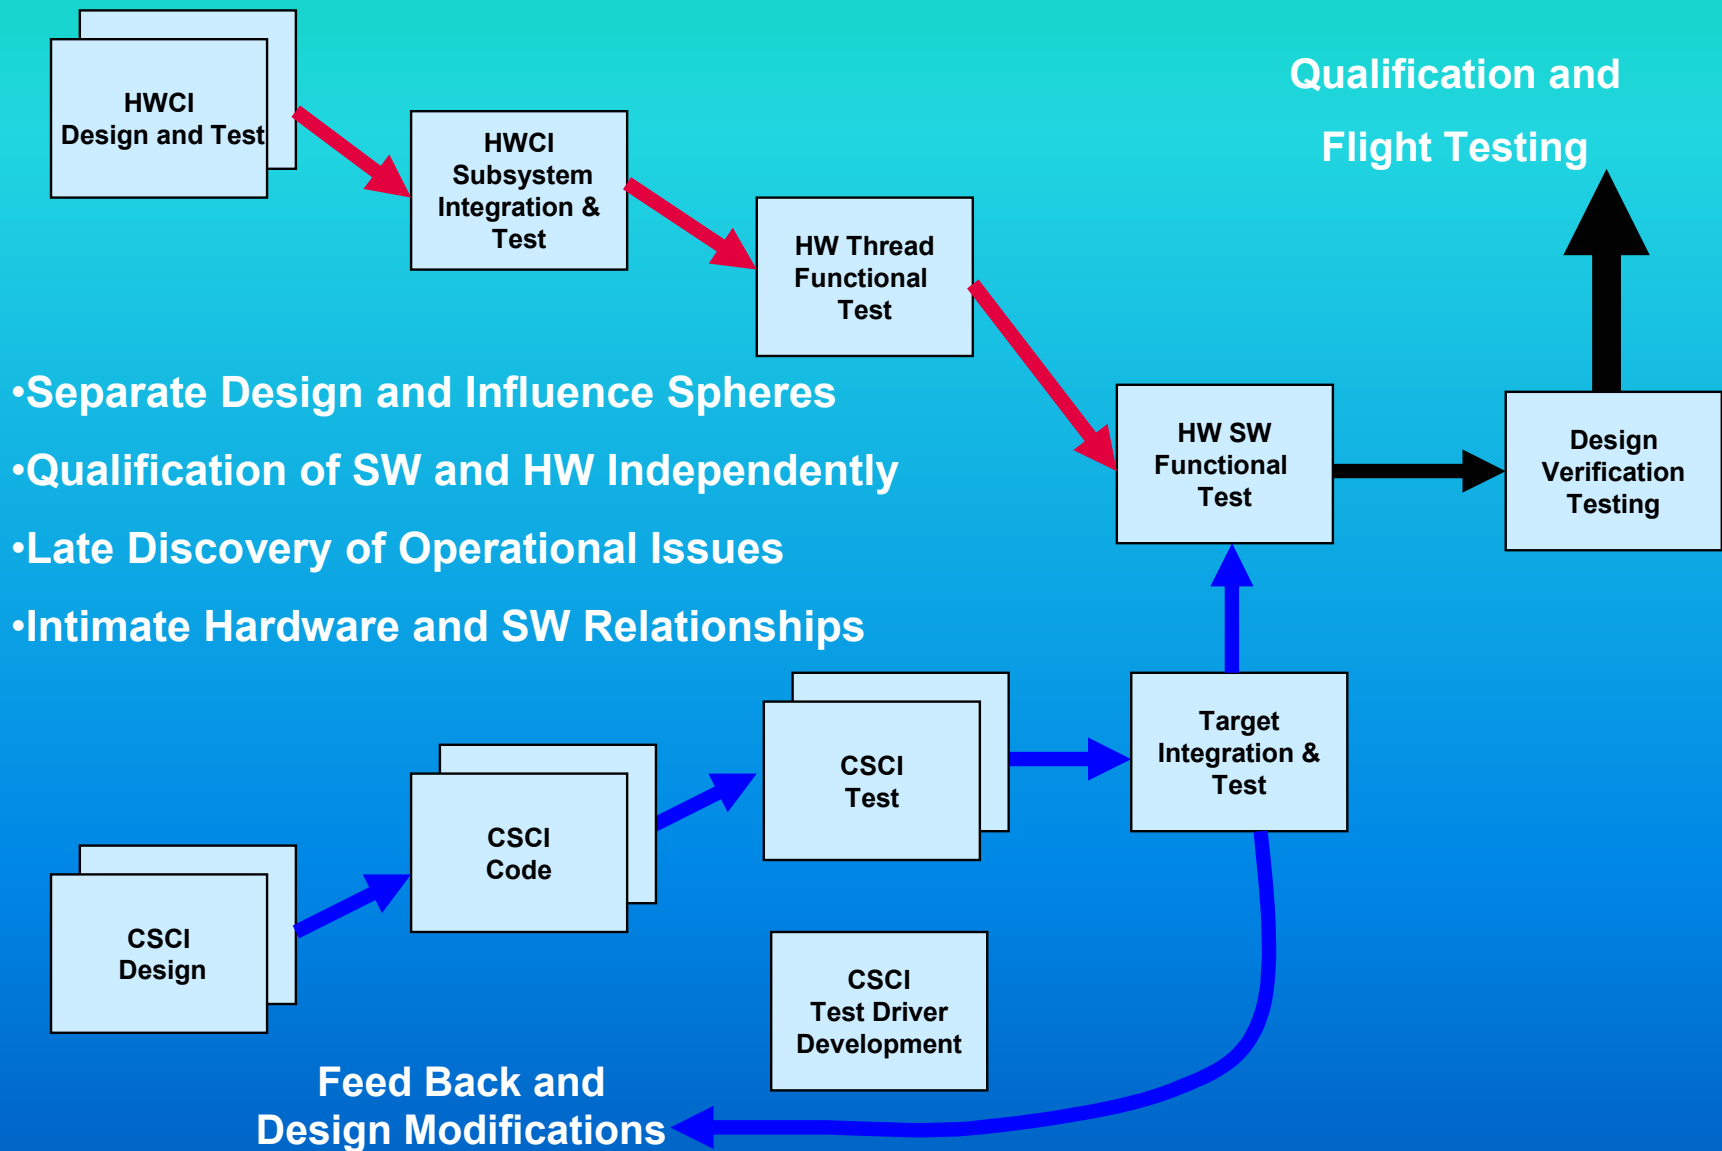 HWCI
Design and Test
HWCI
Subsystem
Integration &
Test
HW Thread
Functional
Test
Qualification and
Flight Testing
•Separate Design and Influence Spheres
•Qualification of SW and HW Independently
•Late Discovery of Operational Issues
•Intimate Hardware and SW Relationships
HW SW
Functional
Test
Design
Verification
Testing
CSCI
Design
CSCI
Code
CSCI
Test
Target
Integration &
Test
CSCI
Test Driver
Development
Feed Back and
Design Modifications